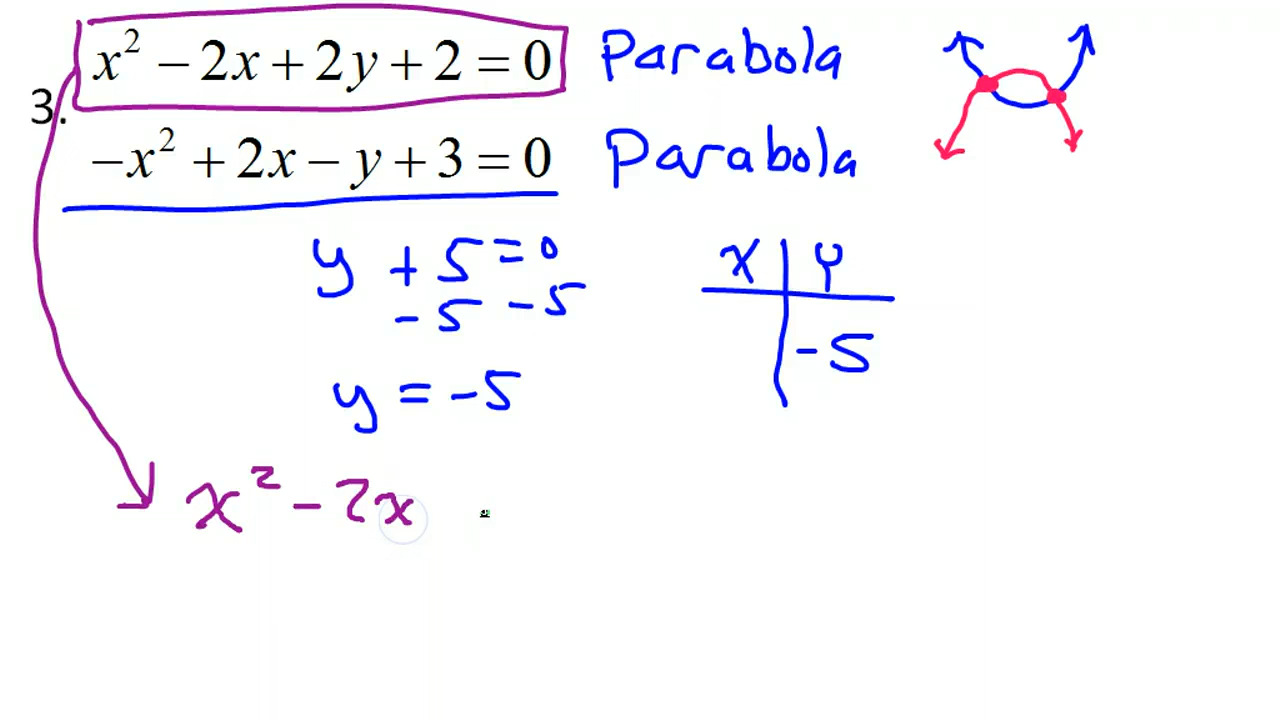 x² − 2x + 2y + 2 = 0 Parabola
3.
−x² + 2x − y + 3 = 0 Parabola
y + 5 = 0
x y
−5 −5
−5
y = −5
x² − 2x